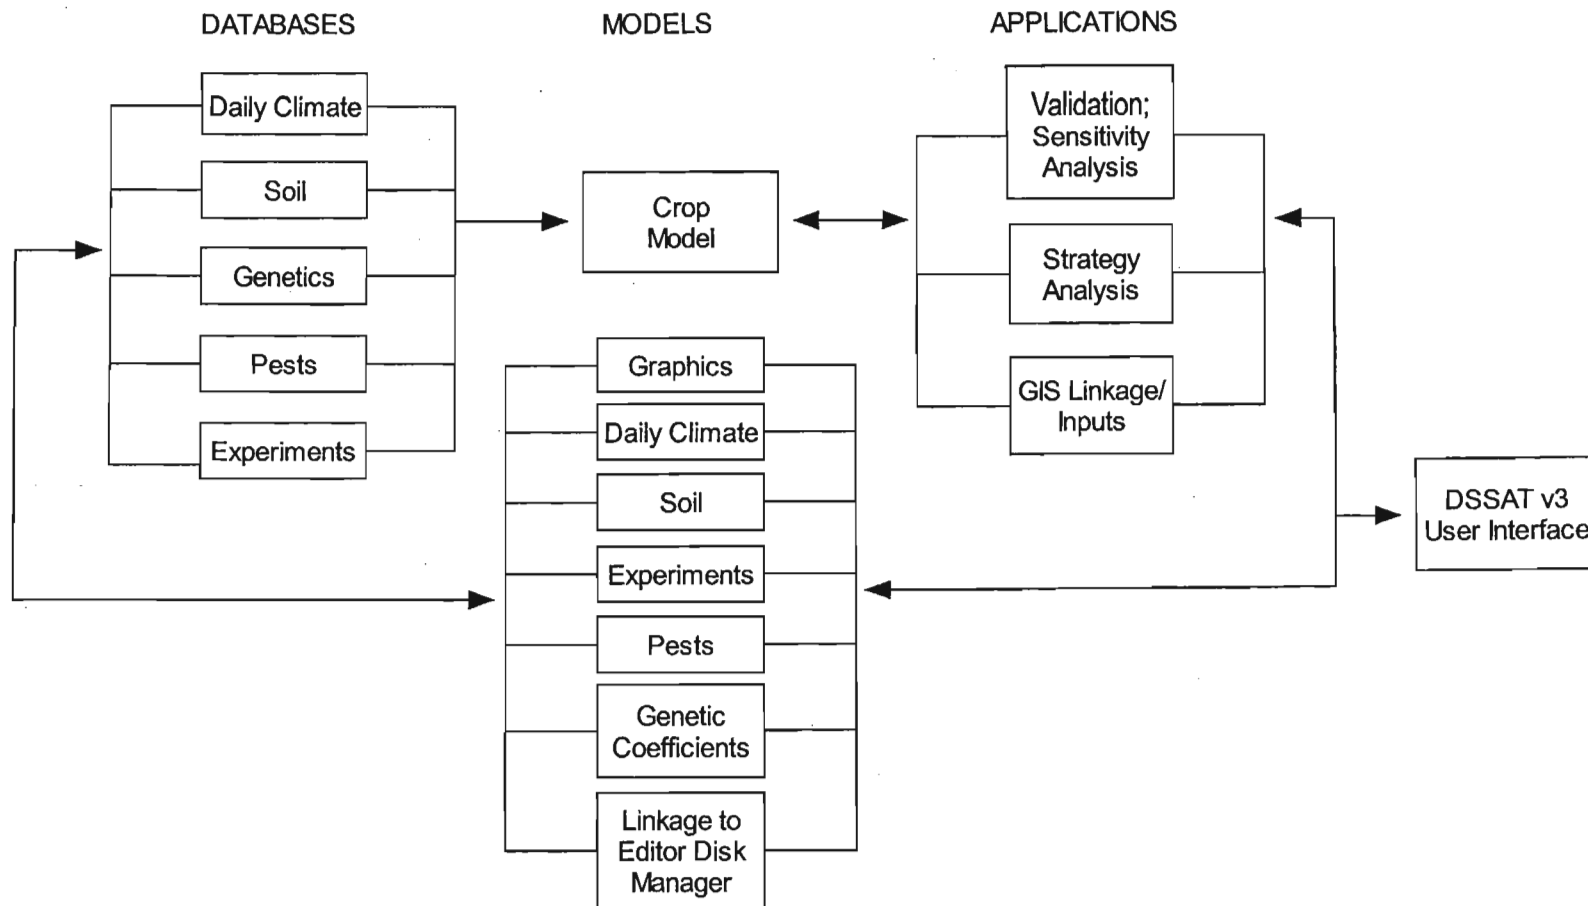 DATABASES
MODELS
APPLICATIONS
Daily Climate
Soil
Genetics
Pests
Experiments
Crop
Model
Graphics
Daily Climate
Soil
Experiments
Pests
Genetic
Coefficients
Linkage to
Editor Disk
Manager
Validation;
Sensitivity
Analysis
Strategy
Analysis
GIS Linkage/
Inputs
DSSAT v3
User Interface